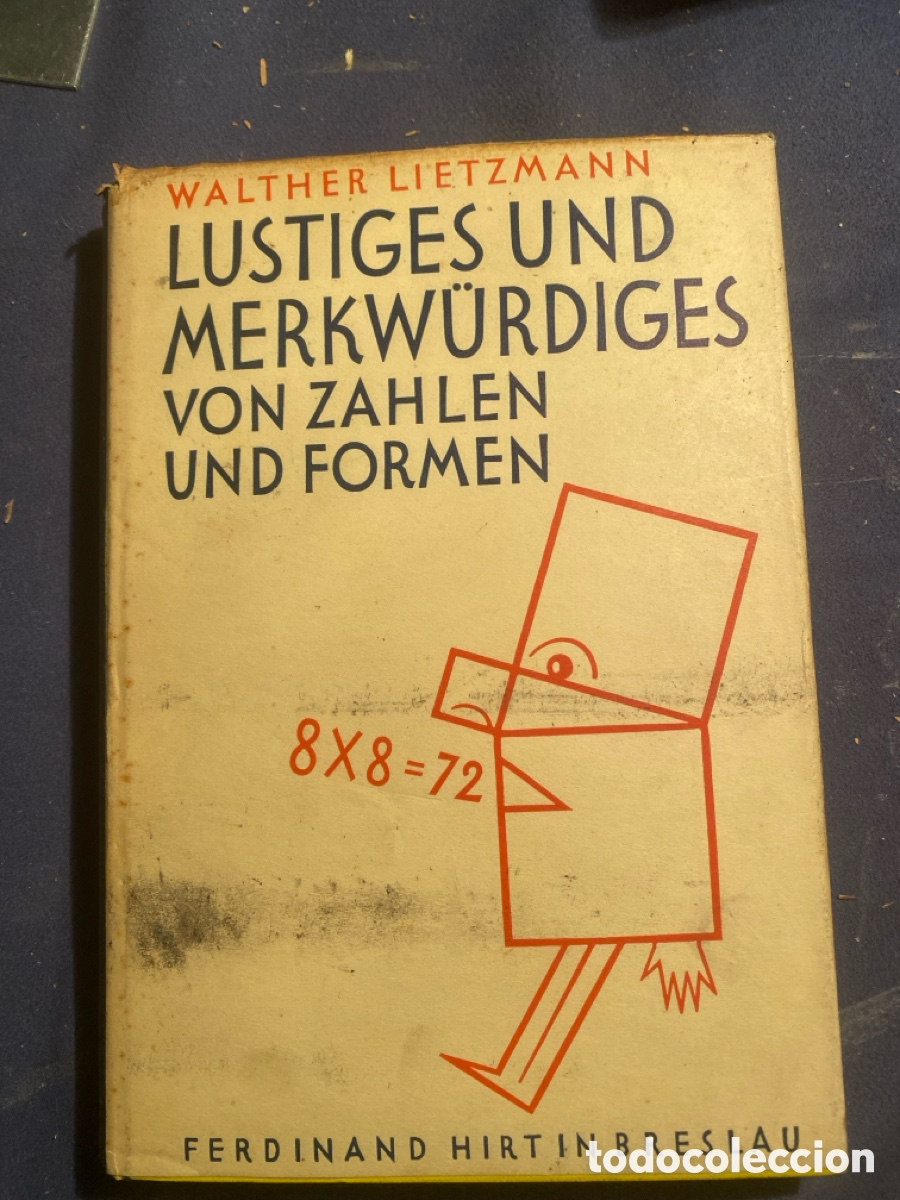 WALTHER LIETZMANN
LUSTIGES UND
MERKWÜRDIGES
VON ZAHLEN
UND FORMEN
8X8=72
FERDINAND HIRT IN BRESLAU
todocoleccion